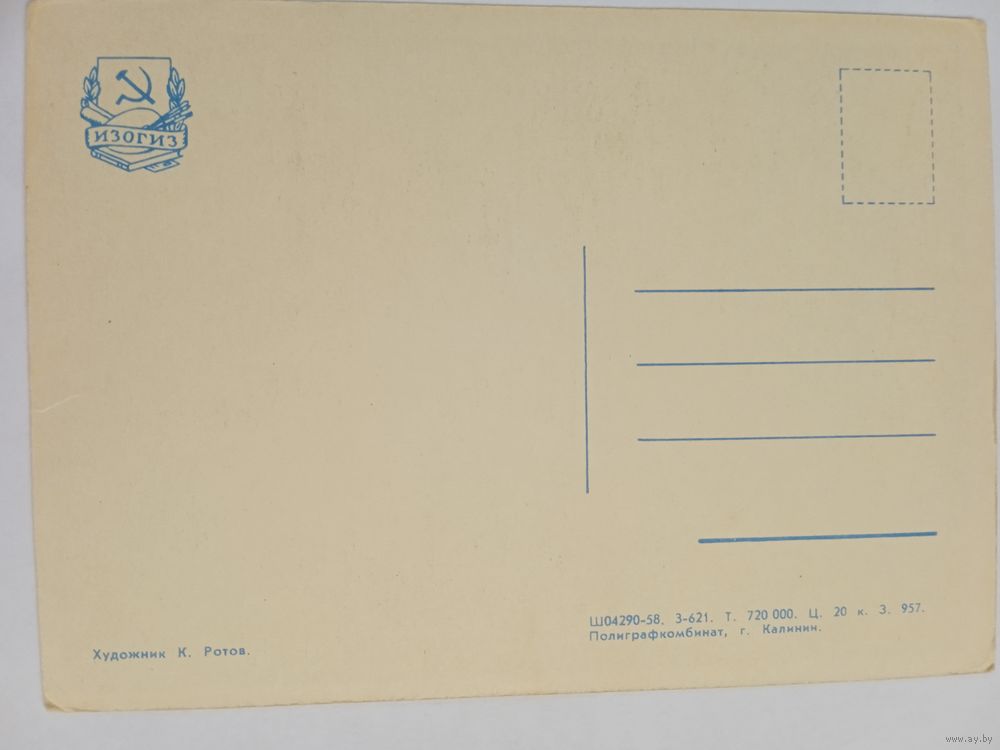 ИЗОГИЗ
Ш04290-58. З-621. Т. 720 000. Ц. 20 к. З. 957.
Полиграфкомбинат, г. Калинин.
Художник К. Ротов.
www.ay.by